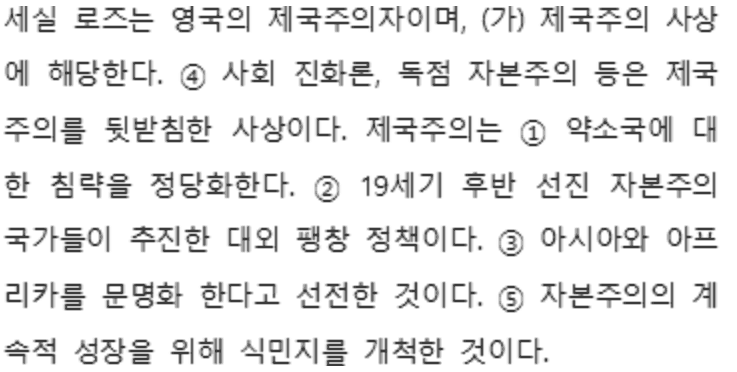 세실 로즈는 영국의 제국주의자이며, (가) 제국주의 사상
에 해당한다. ④ 사회 진화론, 독점 자본주의 등은 제국
주의를 뒷받침한 사상이다. 제국주의는 ① 약소국에 대
한 침략을 정당화한다. ② 19세기 후반 선진 자본주의
국가들이 추진한 대외 팽창 정책이다. ③ 아시아와 아프
리카를 문명화 한다고 선전한 것이다. ⑤ 자본주의의 계
속적 성장을 위해 식민지를 개척한 것이다.